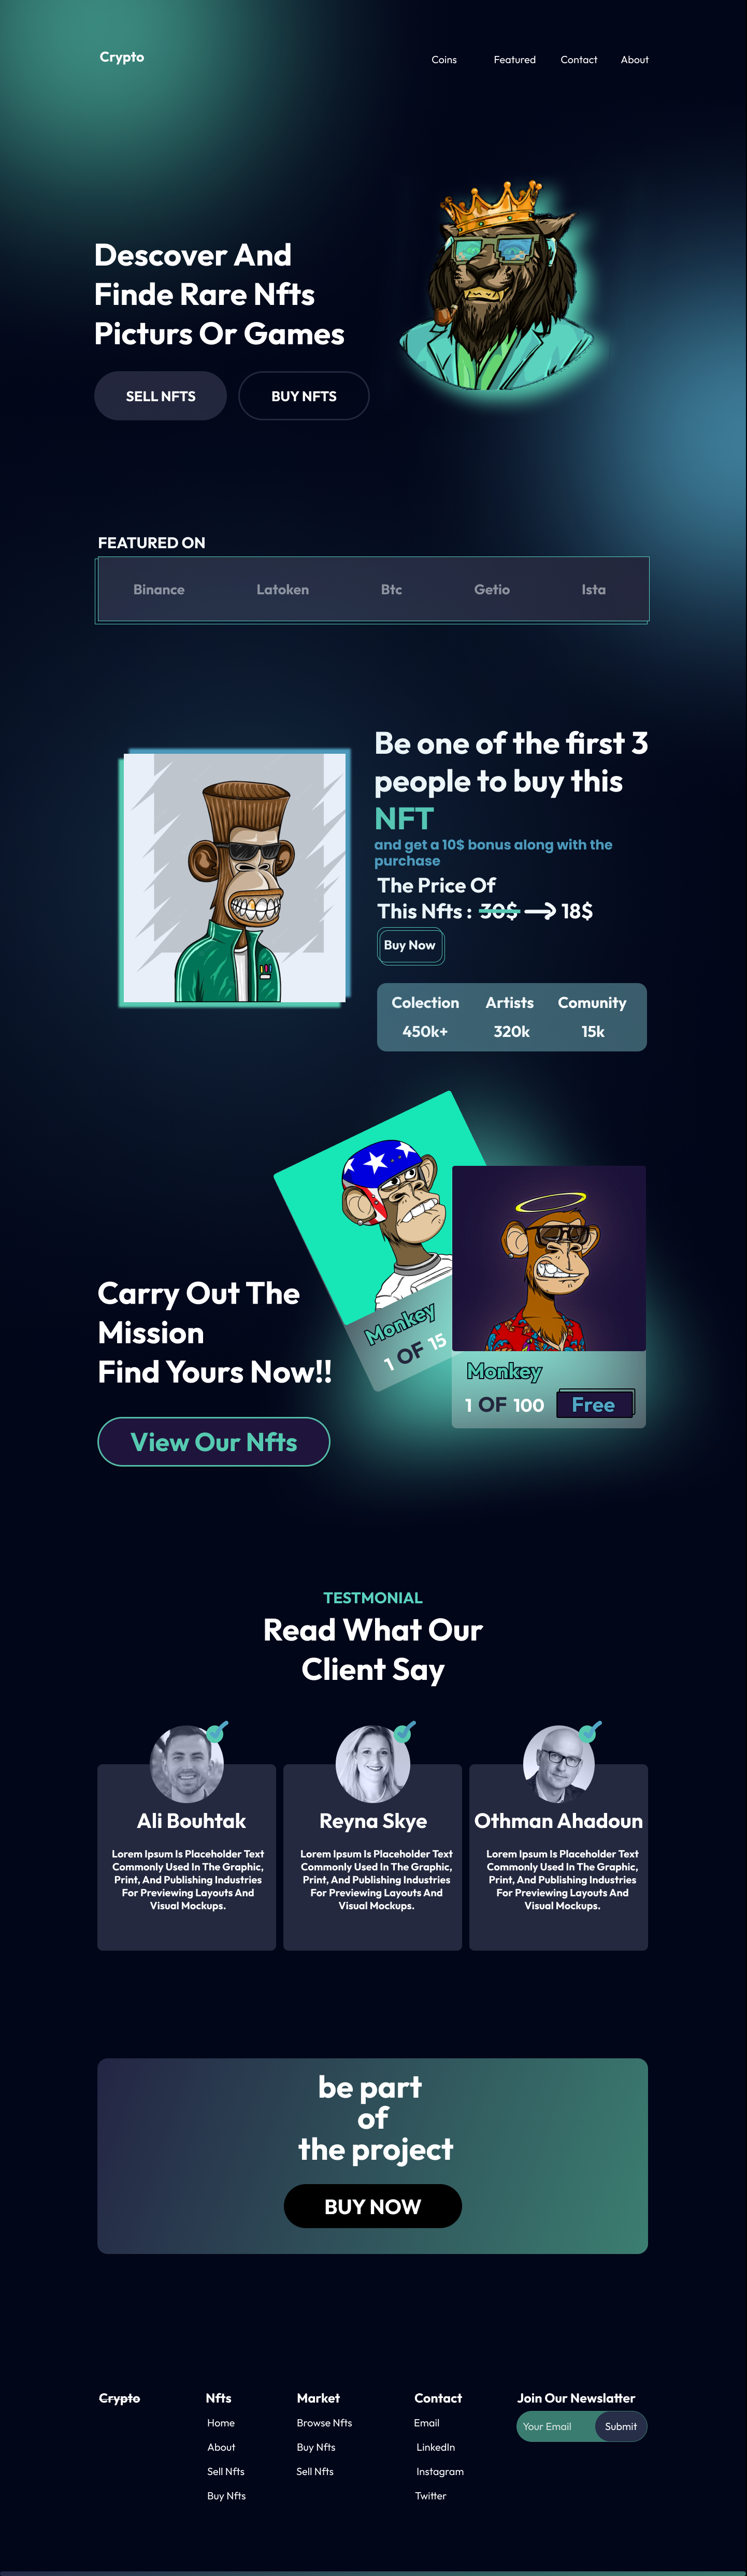 Crypto
Coins Featured Contact About
Descover And
Finde Rare Nfts
Picturs Or Games
SELL NFTS BUY NFTS
FEATURED ON
Binance Latoken Btc Getio Ista
Be one of the first 3
people to buy this
NFT
and get a 10$ bonus along with the
purchase
The Price Of
This Nfts : 30$ 18$
Buy Now
Colection Artists Comunity
450k+ 320k 15k
Monkey
1 OF 15
Carry Out The
Mission
Find Yours Now!!
Monkey
1 OF 100 Free
View Our Nfts
TESTMONIAL
Read What Our
Client Say
Ali Bouhtak
Lorem Ipsum Is Placeholder Text
Commonly Used In The Graphic,
Print, And Publishing Industries
For Previewing Layouts And
Visual Mockups.
Reyna Skye
Lorem Ipsum Is Placeholder Text
Commonly Used In The Graphic,
Print, And Publishing Industries
For Previewing Layouts And
Visual Mockups.
Othman Ahadoun
Lorem Ipsum Is Placeholder Text
Commonly Used In The Graphic,
Print, And Publishing Industries
For Previewing Layouts And
Visual Mockups.
be part
of
the project
BUY NOW
Crypto
Nfts
Home
About
Sell Nfts
Buy Nfts
Market
Browse Nfts
Buy Nfts
Sell Nfts
Contact
Email
LinkedIn
Instagram
Twitter
Join Our Newslatter
Your Email Submit